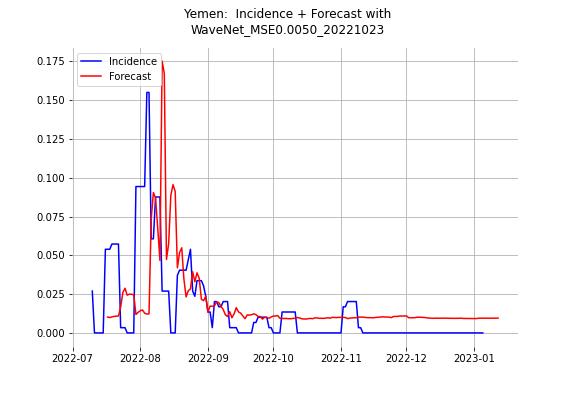 Yemen:  Incidence + Forecast with
WaveNet_MSE0.0050_20221023
Incidence
Forecast
0.175
0.150
0.125
0.100
0.075
0.050
0.025
0.000
2022-07 2022-08 2022-09 2022-10 2022-11 2022-12 2023-01